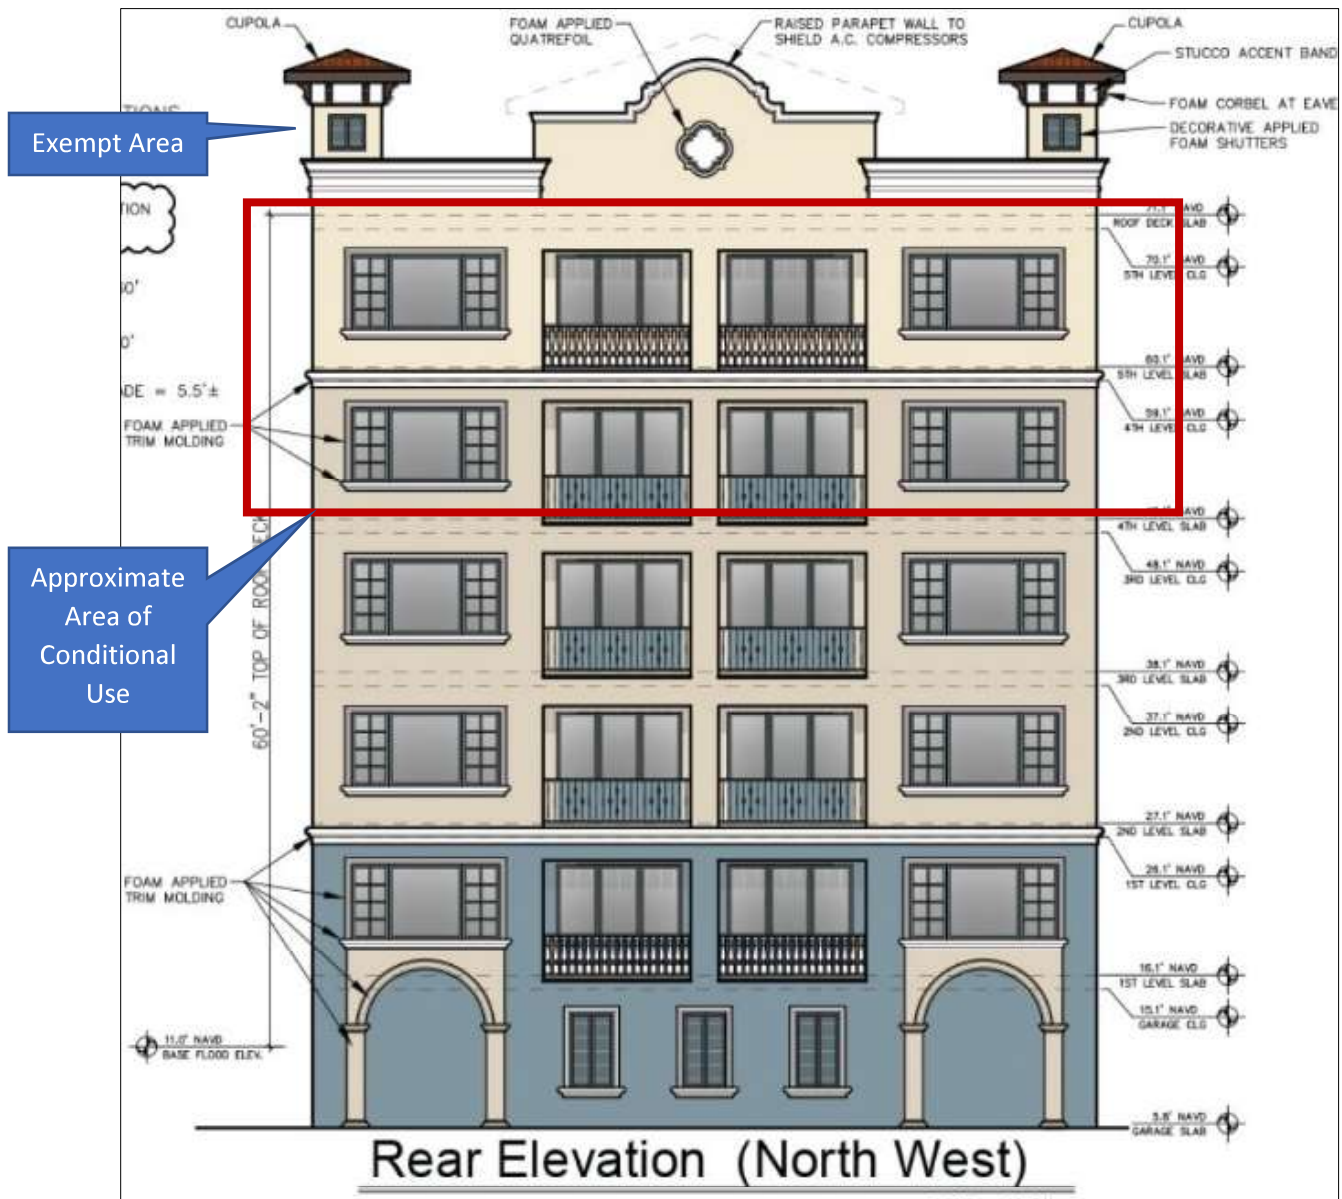 CUPOLA
FOAM APPLIED
QUATREFOIL
RAISED PARAPET WALL TO
SHIELD A.C. COMPRESSORS
CUPOLA
STUCCO ACCENT BAND
FOAM CORBEL AT EAVE
DECORATIVE APPLIED
FOAM SHUTTERS
Exempt Area
TION
NAVD
ROOF DECK SLAB
70.1' NAVD
5TH LEVEL CLG
60.1' NAVD
5TH LEVEL SLAB
59.1' NAVD
4TH LEVEL CLG
ADE = 5.5'±
FOAM APPLIED
TRIM MOLDING
NAVD
4TH LEVEL SLAB
48.1' NAVD
3RD LEVEL CLG
Approximate
Area of
Conditional
Use
60'-2" TOP OF ROOF DECK
38.1' NAVD
3RD LEVEL SLAB
37.1' NAVD
2ND LEVEL CLG
27.1' NAVD
2ND LEVEL SLAB
26.1' NAVD
1ST LEVEL CLG
FOAM APPLIED
TRIM MOLDING
16.1' NAVD
1ST LEVEL SLAB
15.1' NAVD
GARAGE CLG
11.0' NAVD
BASE FLOOD ELEV.
5.8' NAVD
GARAGE SLAB
Rear Elevation (North West)